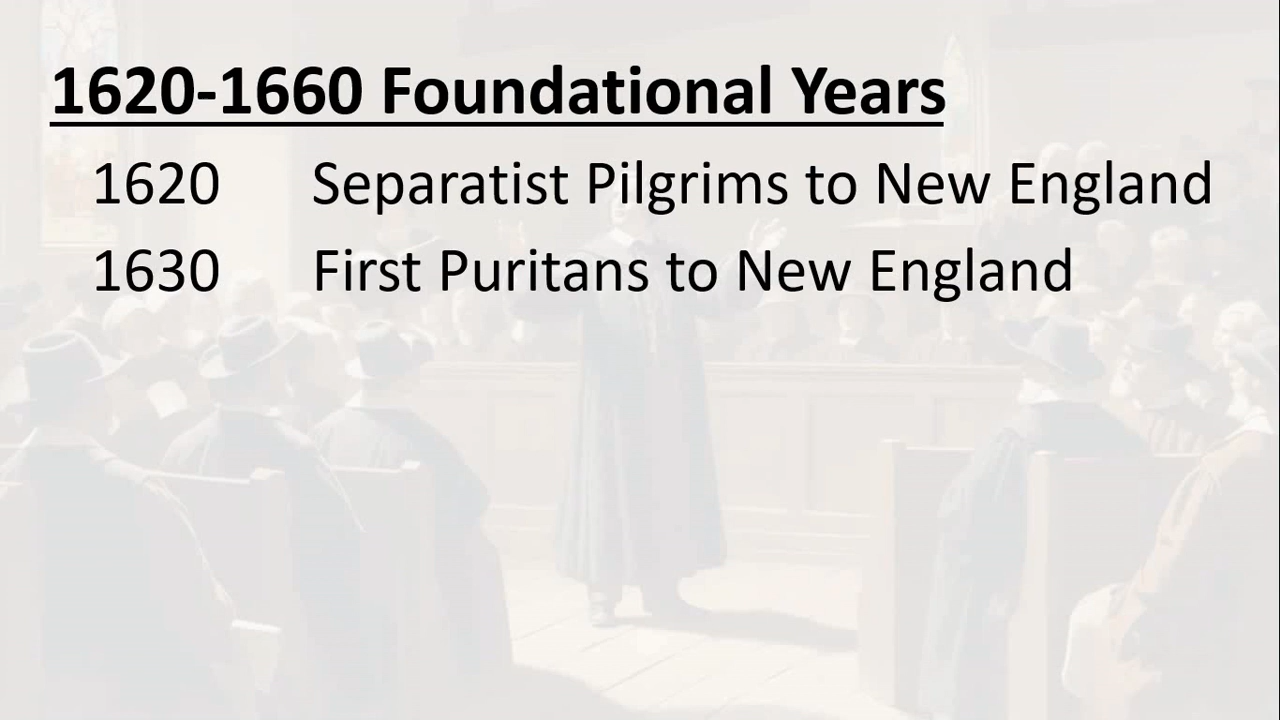 1620-1660 Foundational Years
1620 Separatist Pilgrims to New England
1630 First Puritans to New England